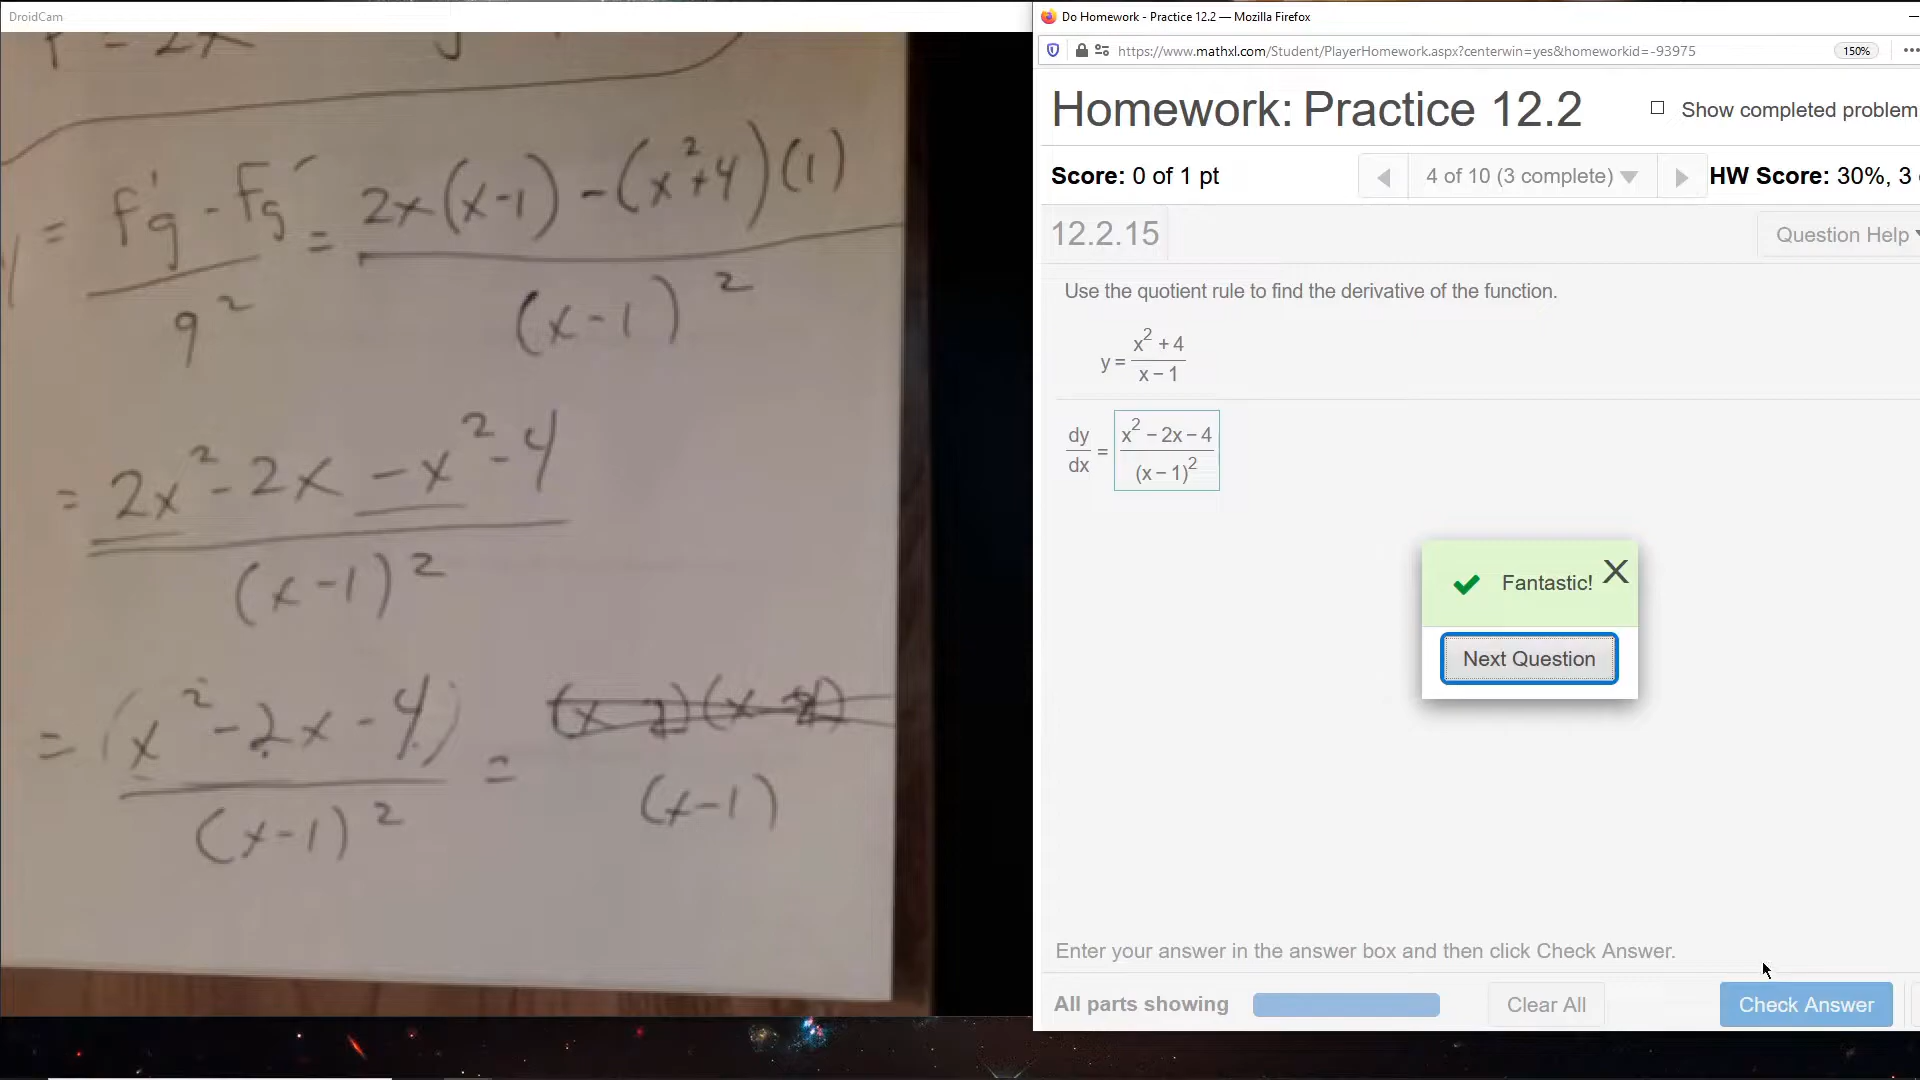 DroidCam
= 2x
= f'g - fg' / g² = 2x(x-1) - (x²+4)(1) / (x-1)²
= 2x² - 2x - x² - 4 / (x-1)²
= (x² - 2x - 4) / (x-1)² = / (x-1)
Do Homework - Practice 12.2 — Mozilla Firefox
https://www.mathxl.com/Student/PlayerHomework.aspx?centerwin=yes&homeworkid=-93975
150%
Homework: Practice 12.2
Show completed problem
Score: 0 of 1 pt
4 of 10 (3 complete)
HW Score: 30%, 3
12.2.15
Question Help
Use the quotient rule to find the derivative of the function.
y = x² + 4 / x - 1
dy/dx = x² - 2x - 4 / (x - 1)²
Fantastic!
X
Next Question
Enter your answer in the answer box and then click Check Answer.
All parts showing
Clear All
Check Answer